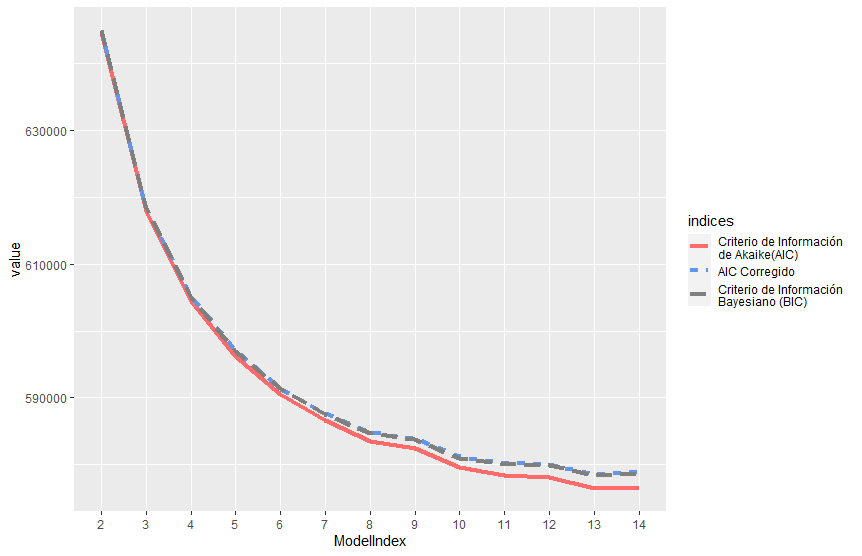 630000
610000
590000
value
2 3 4 5 6 7 8 9 10 11 12 13 14
ModelIndex
indices
Criterio de Información
de Akaike(AIC)
AIC Corregido
Criterio de Información
Bayesiano (BIC)